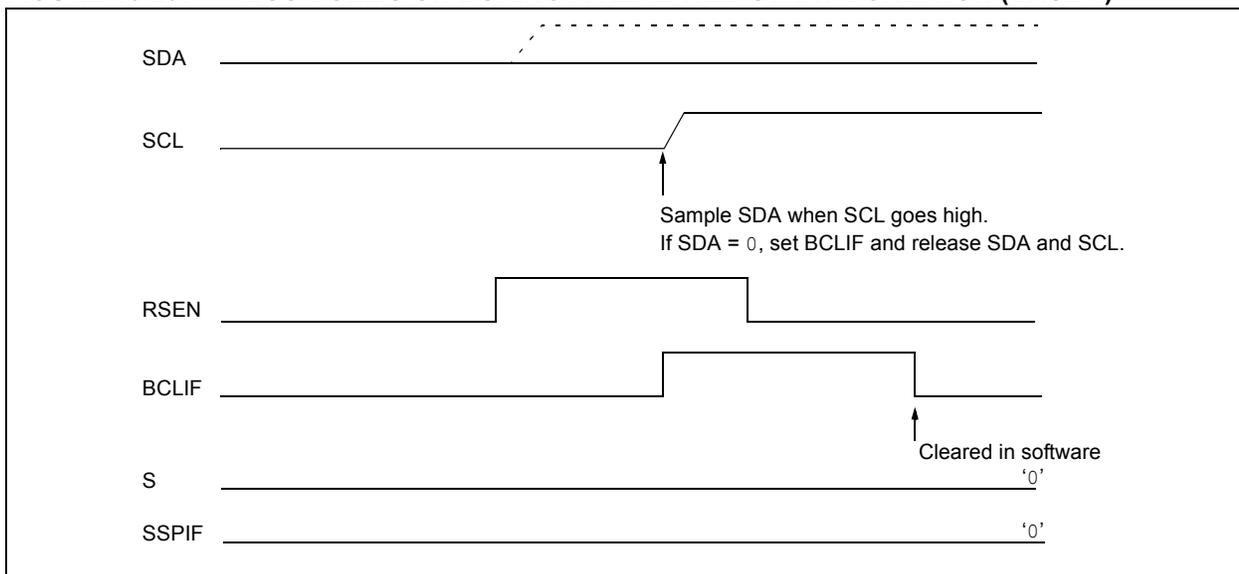 SDA
SCL
Sample SDA when SCL goes high.
If SDA = 0, set BCLIF and release SDA and SCL.
RSEN
BCLIF
Cleared in software
S
‘0’
SSPIF
‘0’